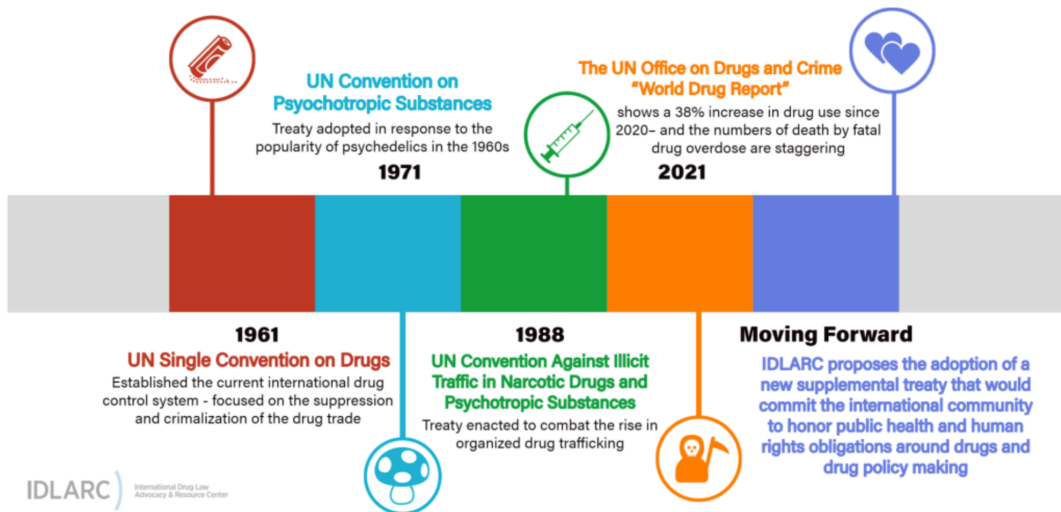 UN Convention on
Psyochotropic Substances
Treaty adopted in response to the
popularity of psychedelics in the 1960s
1971
The UN Office on Drugs and Crime
"World Drug Report"
shows a 38% increase in drug use since
2020– and the numbers of death by fatal
drug overdose are staggering
2021
1961
UN Single Convention on Drugs
Established the current international drug
control system - focused on the suppression
and crimalization of the drug trade
1988
UN Convention Against Illicit
Traffic in Narcotic Drugs and
Psychotropic Substances
Treaty enacted to combat the rise in
organized drug trafficking
Moving Forward
IDLARC proposes the adoption of a
new supplemental treaty that would
commit the international community
to honor public health and human
rights obligations around drugs and
drug policy making
IDLARC
International Drug Law
Advocacy & Resource Center